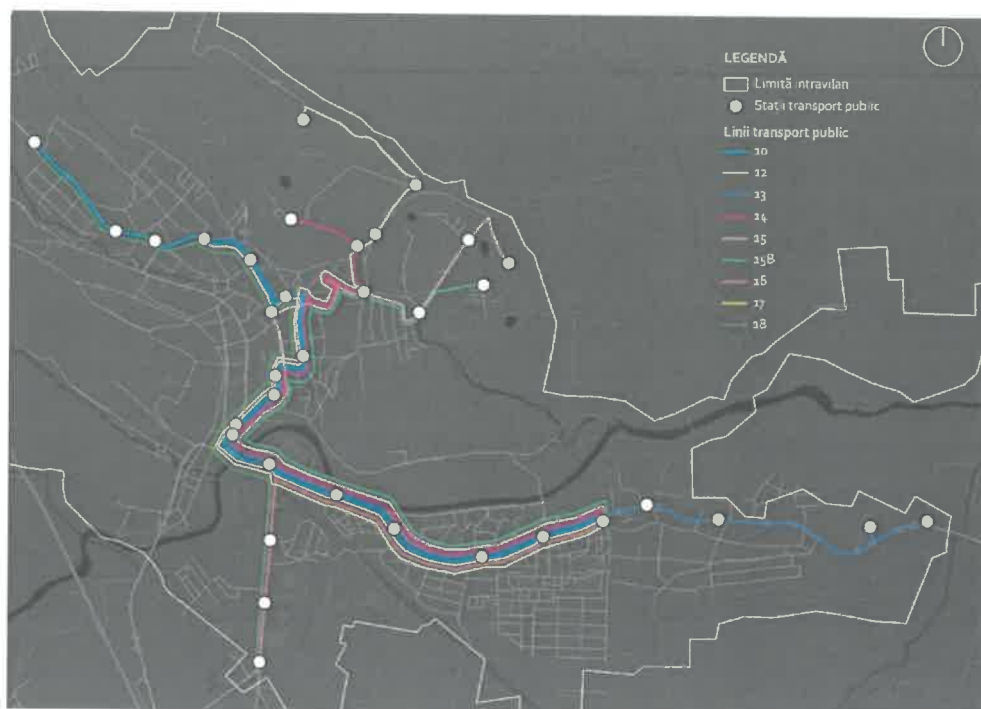 LEGENDĂ
Limită intravilan
Stații transport public
Linii transport public
10
12
13
14
15
15B
16
17
18